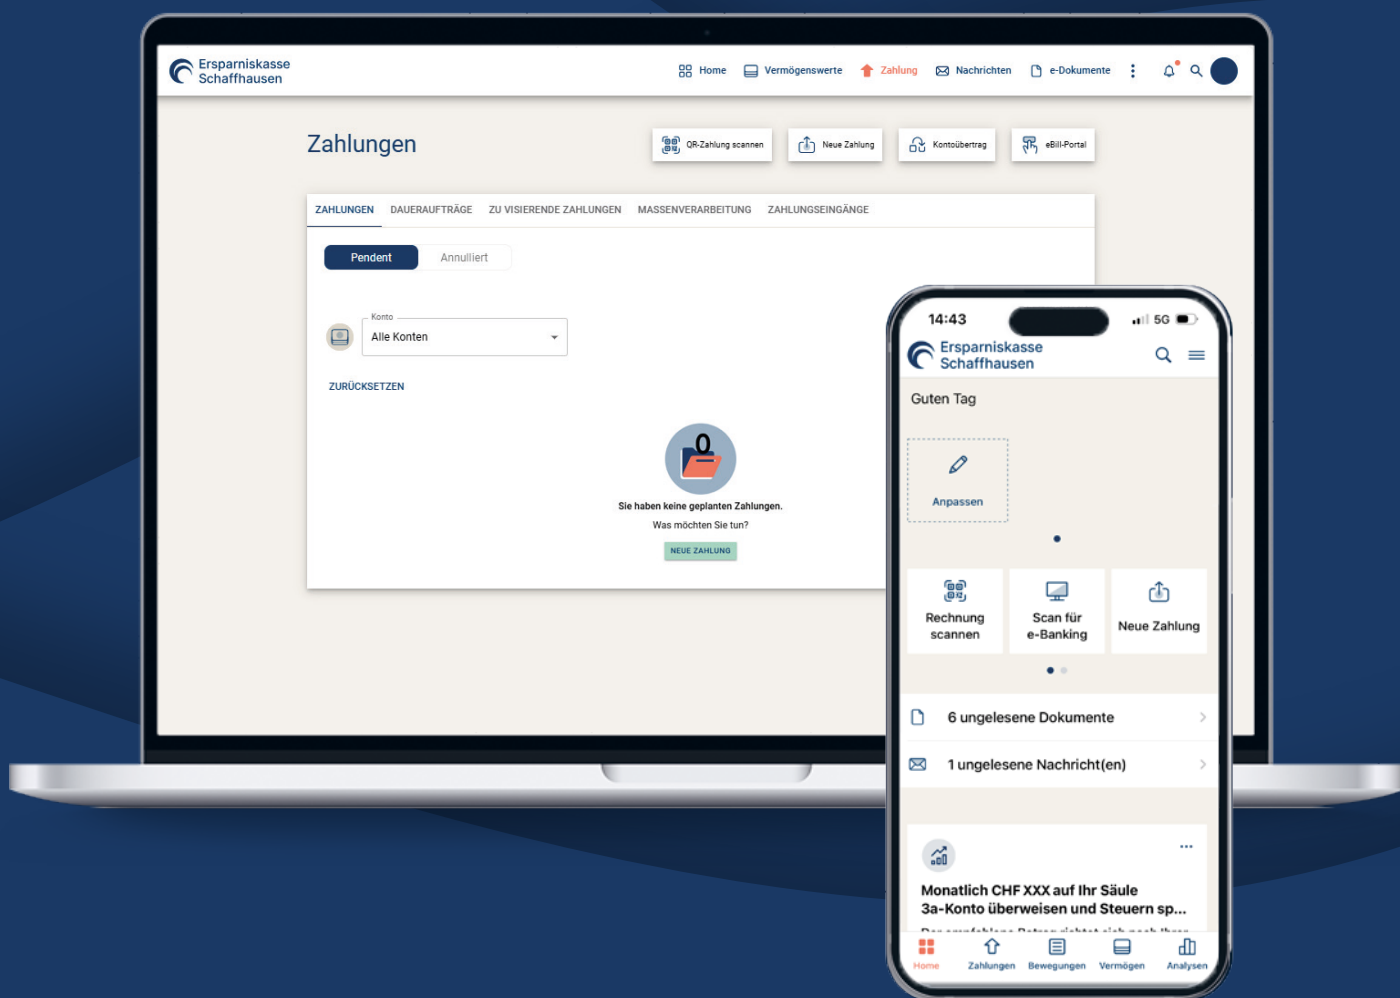 Ersparniskasse
Schaffhausen
Home
Vermögenswerte
Zahlung
Nachrichten
e-Dokumente
Zahlungen
QR-Zahlung scannen
Neue Zahlung
Kontoübertrag
eBill-Portal
ZAHLUNGEN
DAUERAUFTRÄGE
ZU VISIERENDE ZAHLUNGEN
MASSENVERARBEITUNG
ZAHLUNGSEINGÄNGE
Pendent
Annulliert
Konto
Alle Konten
ZURÜCKSETZEN
0
Sie haben keine geplanten Zahlungen.
Was möchten Sie tun?
NEUE ZAHLUNG
14:43
5G
Ersparniskasse
Schaffhausen
Guten Tag
Anpassen
Rechnung
scannen
Scan für
e-Banking
Neue Zahlung
6 ungelesene Dokumente
1 ungelesene Nachricht(en)
Monatlich CHF XXX auf Ihr Säule
3a-Konto überweisen und Steuern sp...
Home
Zahlungen
Bewegungen
Vermögen
Analysen